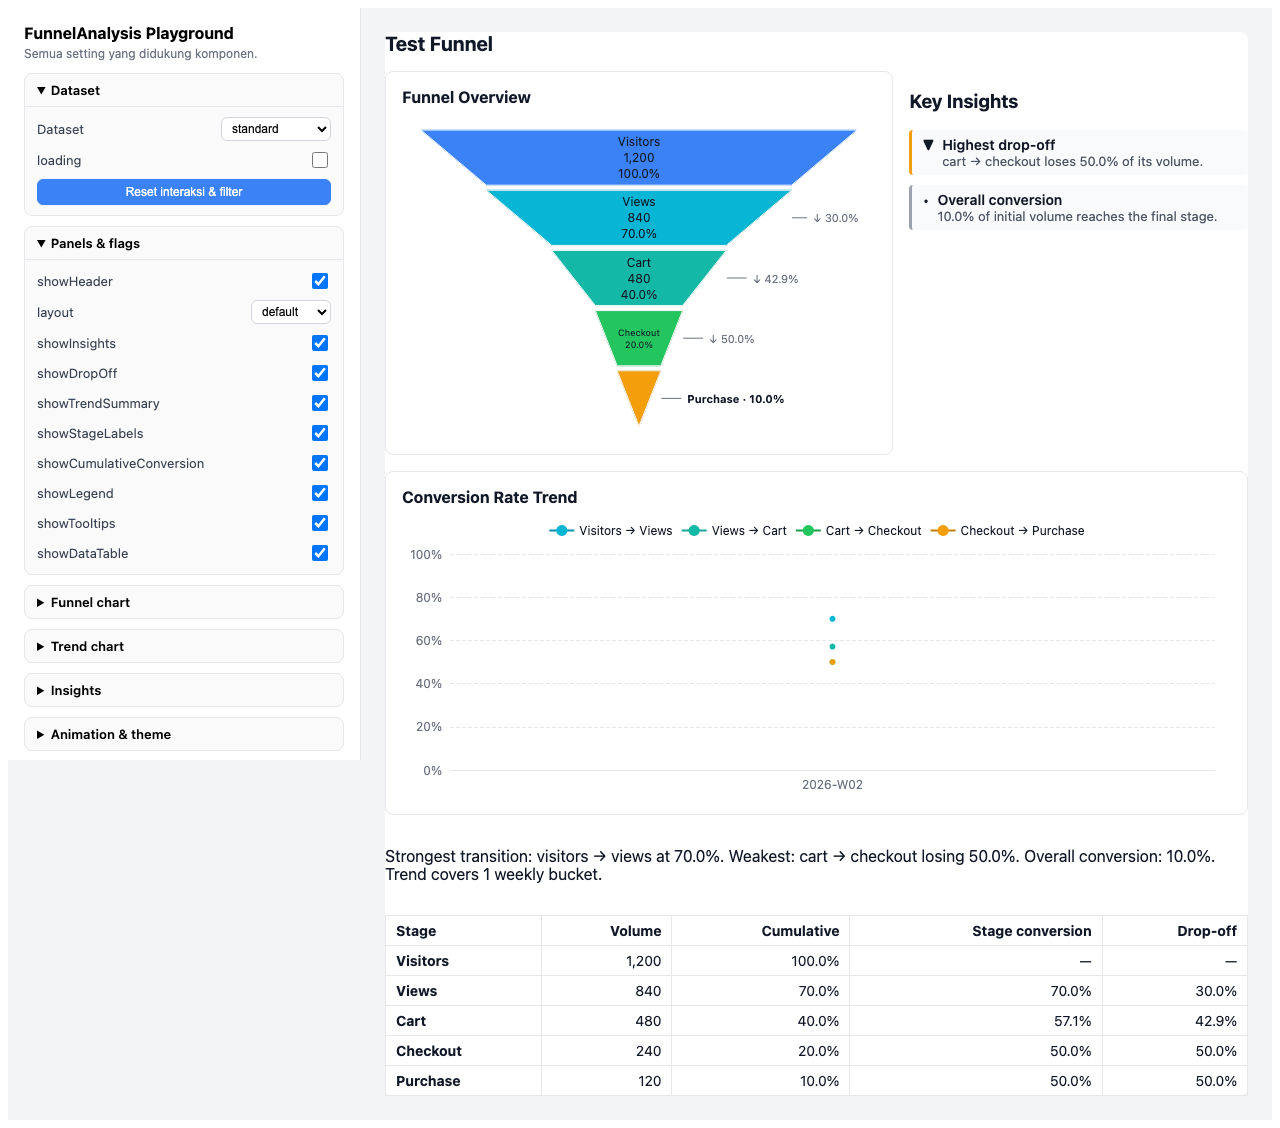 FunnelAnalysis Playground
Semua setting yang didukung komponen.
▼ Dataset
Dataset
standard
loading
Reset interaksi & filter
▼ Panels & flags
showHeader
layout
default
showInsights
showDropOff
showTrendSummary
showStageLabels
showCumulativeConversion
showLegend
showTooltips
showDataTable
▶ Funnel chart
▶ Trend chart
▶ Insights
▶ Animation & theme
Test Funnel
Funnel Overview
Visitors
1,200
100.0%
Views
840
70.0%
↓ 30.0%
Cart
480
40.0%
↓ 42.9%
Checkout
20.0%
↓ 50.0%
Purchase · 10.0%
Key Insights
▼ Highest drop-off
cart → checkout loses 50.0% of its volume.
• Overall conversion
10.0% of initial volume reaches the final stage.
Conversion Rate Trend
Visitors → Views Views → Cart Cart → Checkout Checkout → Purchase
100%
80%
60%
40%
20%
0%
2026-W02
Strongest transition: visitors → views at 70.0%. Weakest: cart → checkout losing 50.0%. Overall conversion: 10.0%.
Trend covers 1 weekly bucket.
Stage Volume Cumulative Stage conversion Drop-off
Visitors 1,200 100.0% — —
Views 840 70.0% 70.0% 30.0%
Cart 480 40.0% 57.1% 42.9%
Checkout 240 20.0% 50.0% 50.0%
Purchase 120 10.0% 50.0% 50.0%